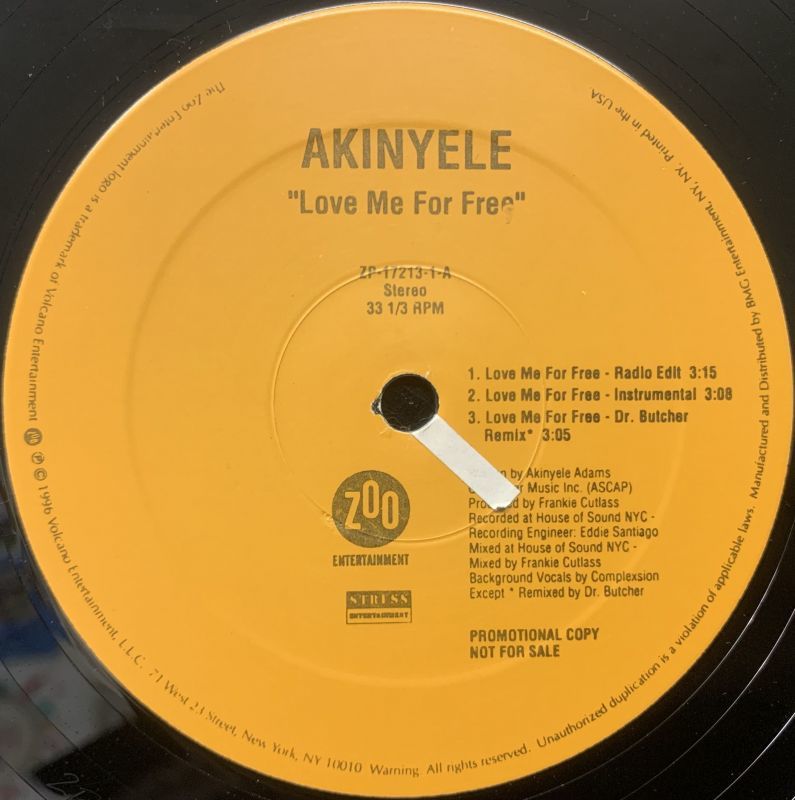 AKINYELE
"Love Me For Free"
ZP-17213-1-A
Stereo
33 1/3 RPM
1. Love Me For Free - Radio Edit 3:15
2. Love Me For Free - Instrumental 3:08
3. Love Me For Free - Dr. Butcher
Remix* 3:05
by Akinyele Adams
Music Inc. (ASCAP)
by Frankie Cutlass
Recorded at House of Sound NYC -
Recording Engineer: Eddie Santiago
Mixed at House of Sound NYC -
Mixed by Frankie Cutlass
Background Vocals by Complexsion
Except * Remixed by Dr. Butcher
PROMOTIONAL COPY
NOT FOR SALE
ZOO
ENTERTAINMENT
STRESS
ENTERTAINMENT
The Zoo Entertainment logo is a trademark of Volcano Entertainment ℗ © 1996 Volcano Entertainment, L.L.C. 71 West 23 Street, New York, NY 10010 Warning. All rights reserved. Unauthorized duplication is a violation of applicable laws. Manufactured and Distributed by BMG Entertainment, NY, NY. Printed in the USA